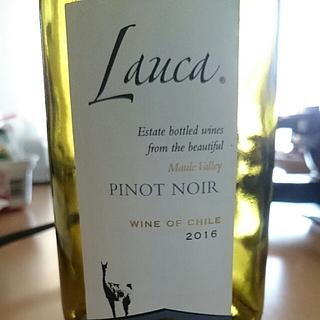 Lauca®
Estate bottled wines
from the beautiful
Maule Valley
PINOT NOIR
WINE OF CHILE
2016